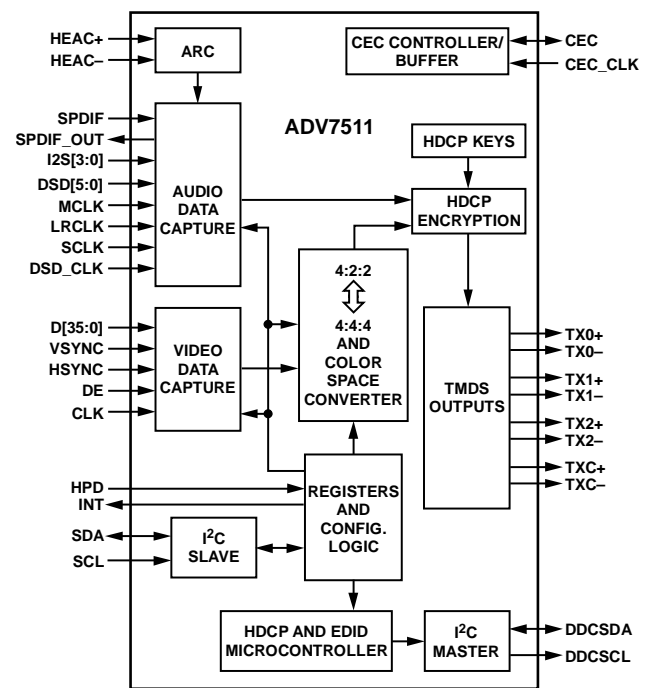 HEAC+
HEAC–
ARC
CEC CONTROLLER/
BUFFER
CEC
CEC_CLK
ADV7511
SPDIF
SPDIF_OUT
I2S[3:0]
DSD[5:0]
MCLK
LRCLK
SCLK
DSD_CLK
AUDIO
DATA
CAPTURE
HDCP KEYS
HDCP
ENCRYPTION
D[35:0]
VSYNC
HSYNC
DE
CLK
VIDEO
DATA
CAPTURE
4:2:2
4:4:4
AND
COLOR
SPACE
CONVERTER
TMDS
OUTPUTS
TX0+
TX0–
TX1+
TX1–
TX2+
TX2–
TXC+
TXC–
HPD
INT
SDA
SCL
I²C
SLAVE
REGISTERS
AND
CONFIG.
LOGIC
HDCP AND EDID
MICROCONTROLLER
I²C
MASTER
DDCSDA
DDCSCL